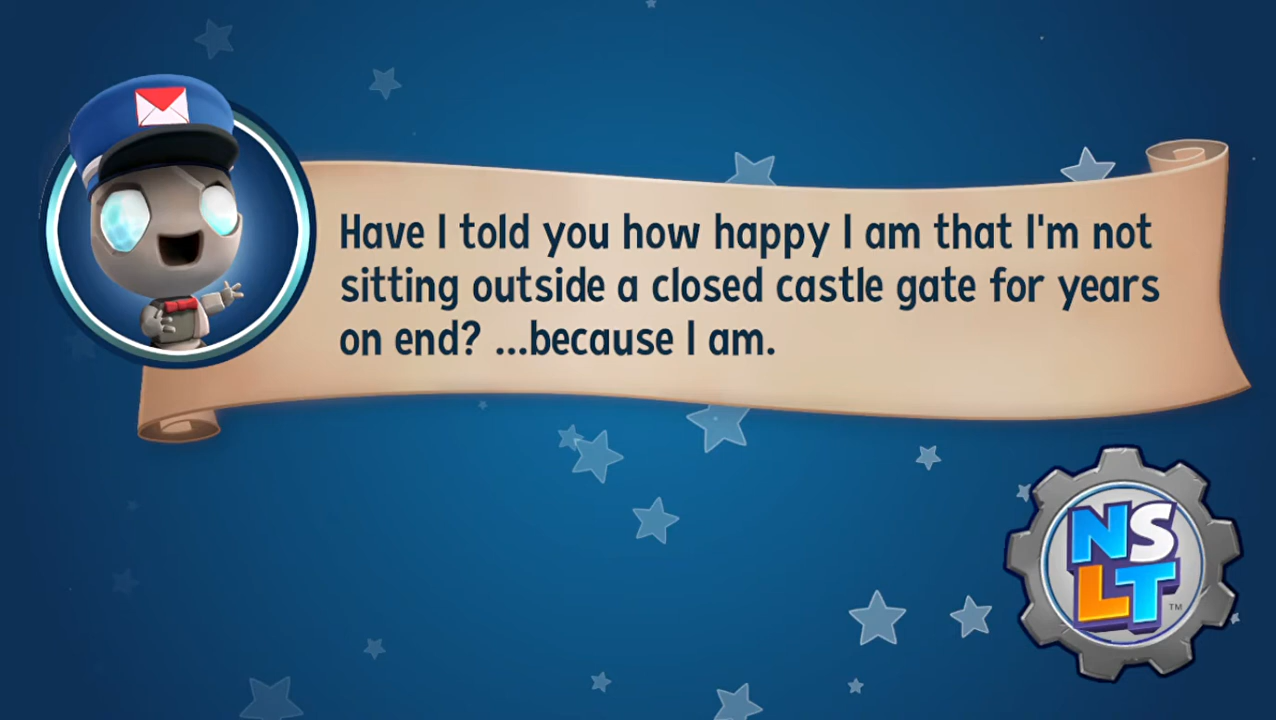 Have I told you how happy I am that I'm not
sitting outside a closed castle gate for years
on end? ...because I am.
NS
LT™